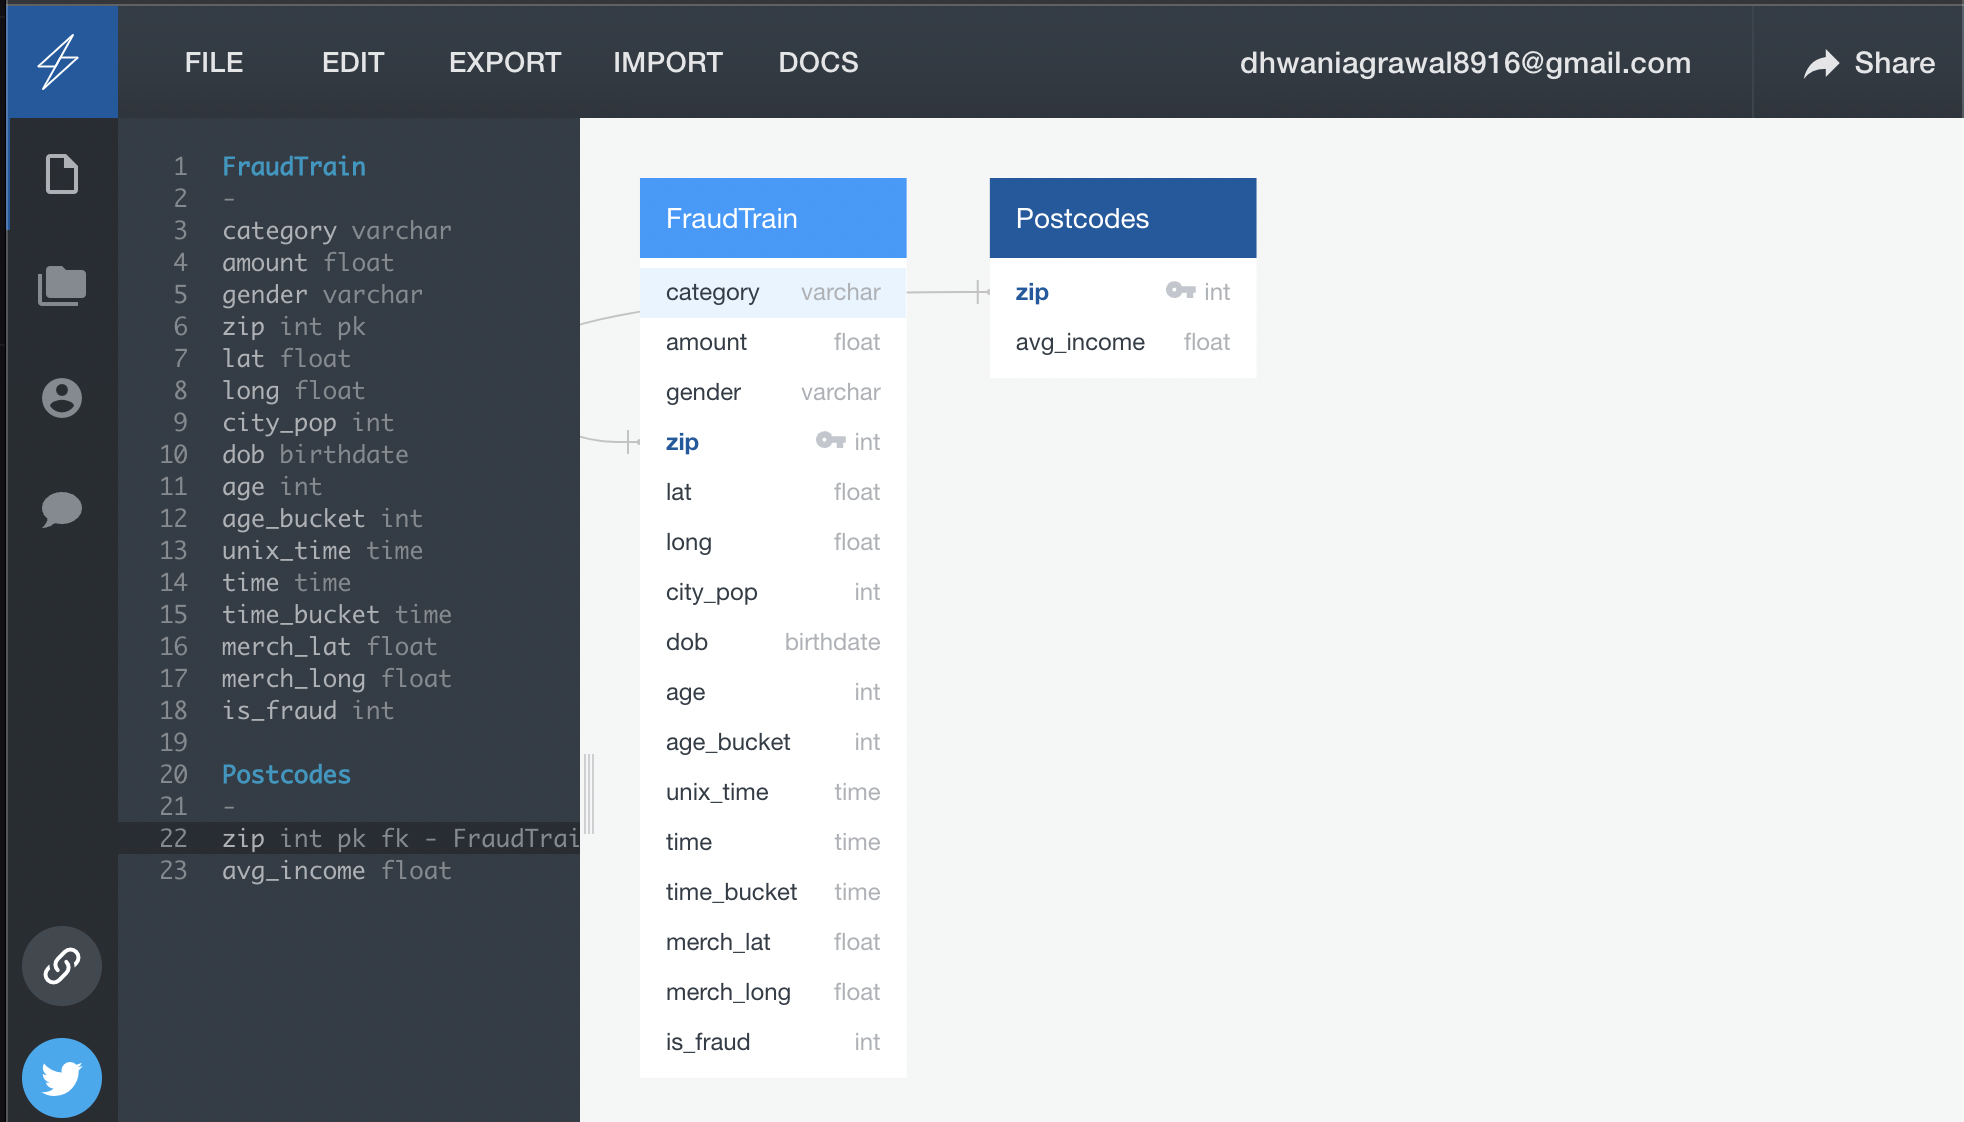 FILE EDIT EXPORT IMPORT DOCS dhwaniagrawal8916@gmail.com Share
1 FraudTrain
2 -
3 category varchar
4 amount float
5 gender varchar
6 zip int pk
7 lat float
8 long float
9 city_pop int
10 dob birthdate
11 age int
12 age_bucket int
13 unix_time time
14 time time
15 time_bucket time
16 merch_lat float
17 merch_long float
18 is_fraud int
19
20 Postcodes
21 -
22 zip int pk fk - FraudTrai
23 avg_income float
FraudTrain
category varchar
amount float
gender varchar
zip int
lat float
long float
city_pop int
dob birthdate
age int
age_bucket int
unix_time time
time time
time_bucket time
merch_lat float
merch_long float
is_fraud int
Postcodes
zip int
avg_income float